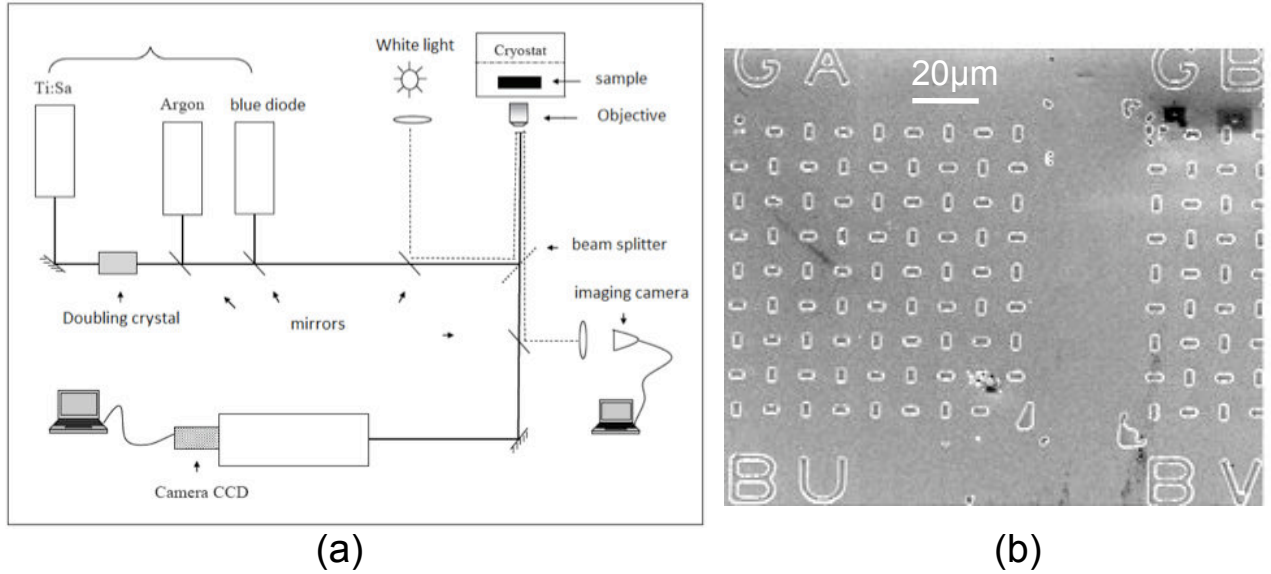 White light
Cryostat
sample
Objective
Ti:Sa
Argon
blue diode
beam splitter
imaging camera
Doubling crystal
mirrors
Camera CCD
(a)
G A
20µm
G B
B U
B V
(b)